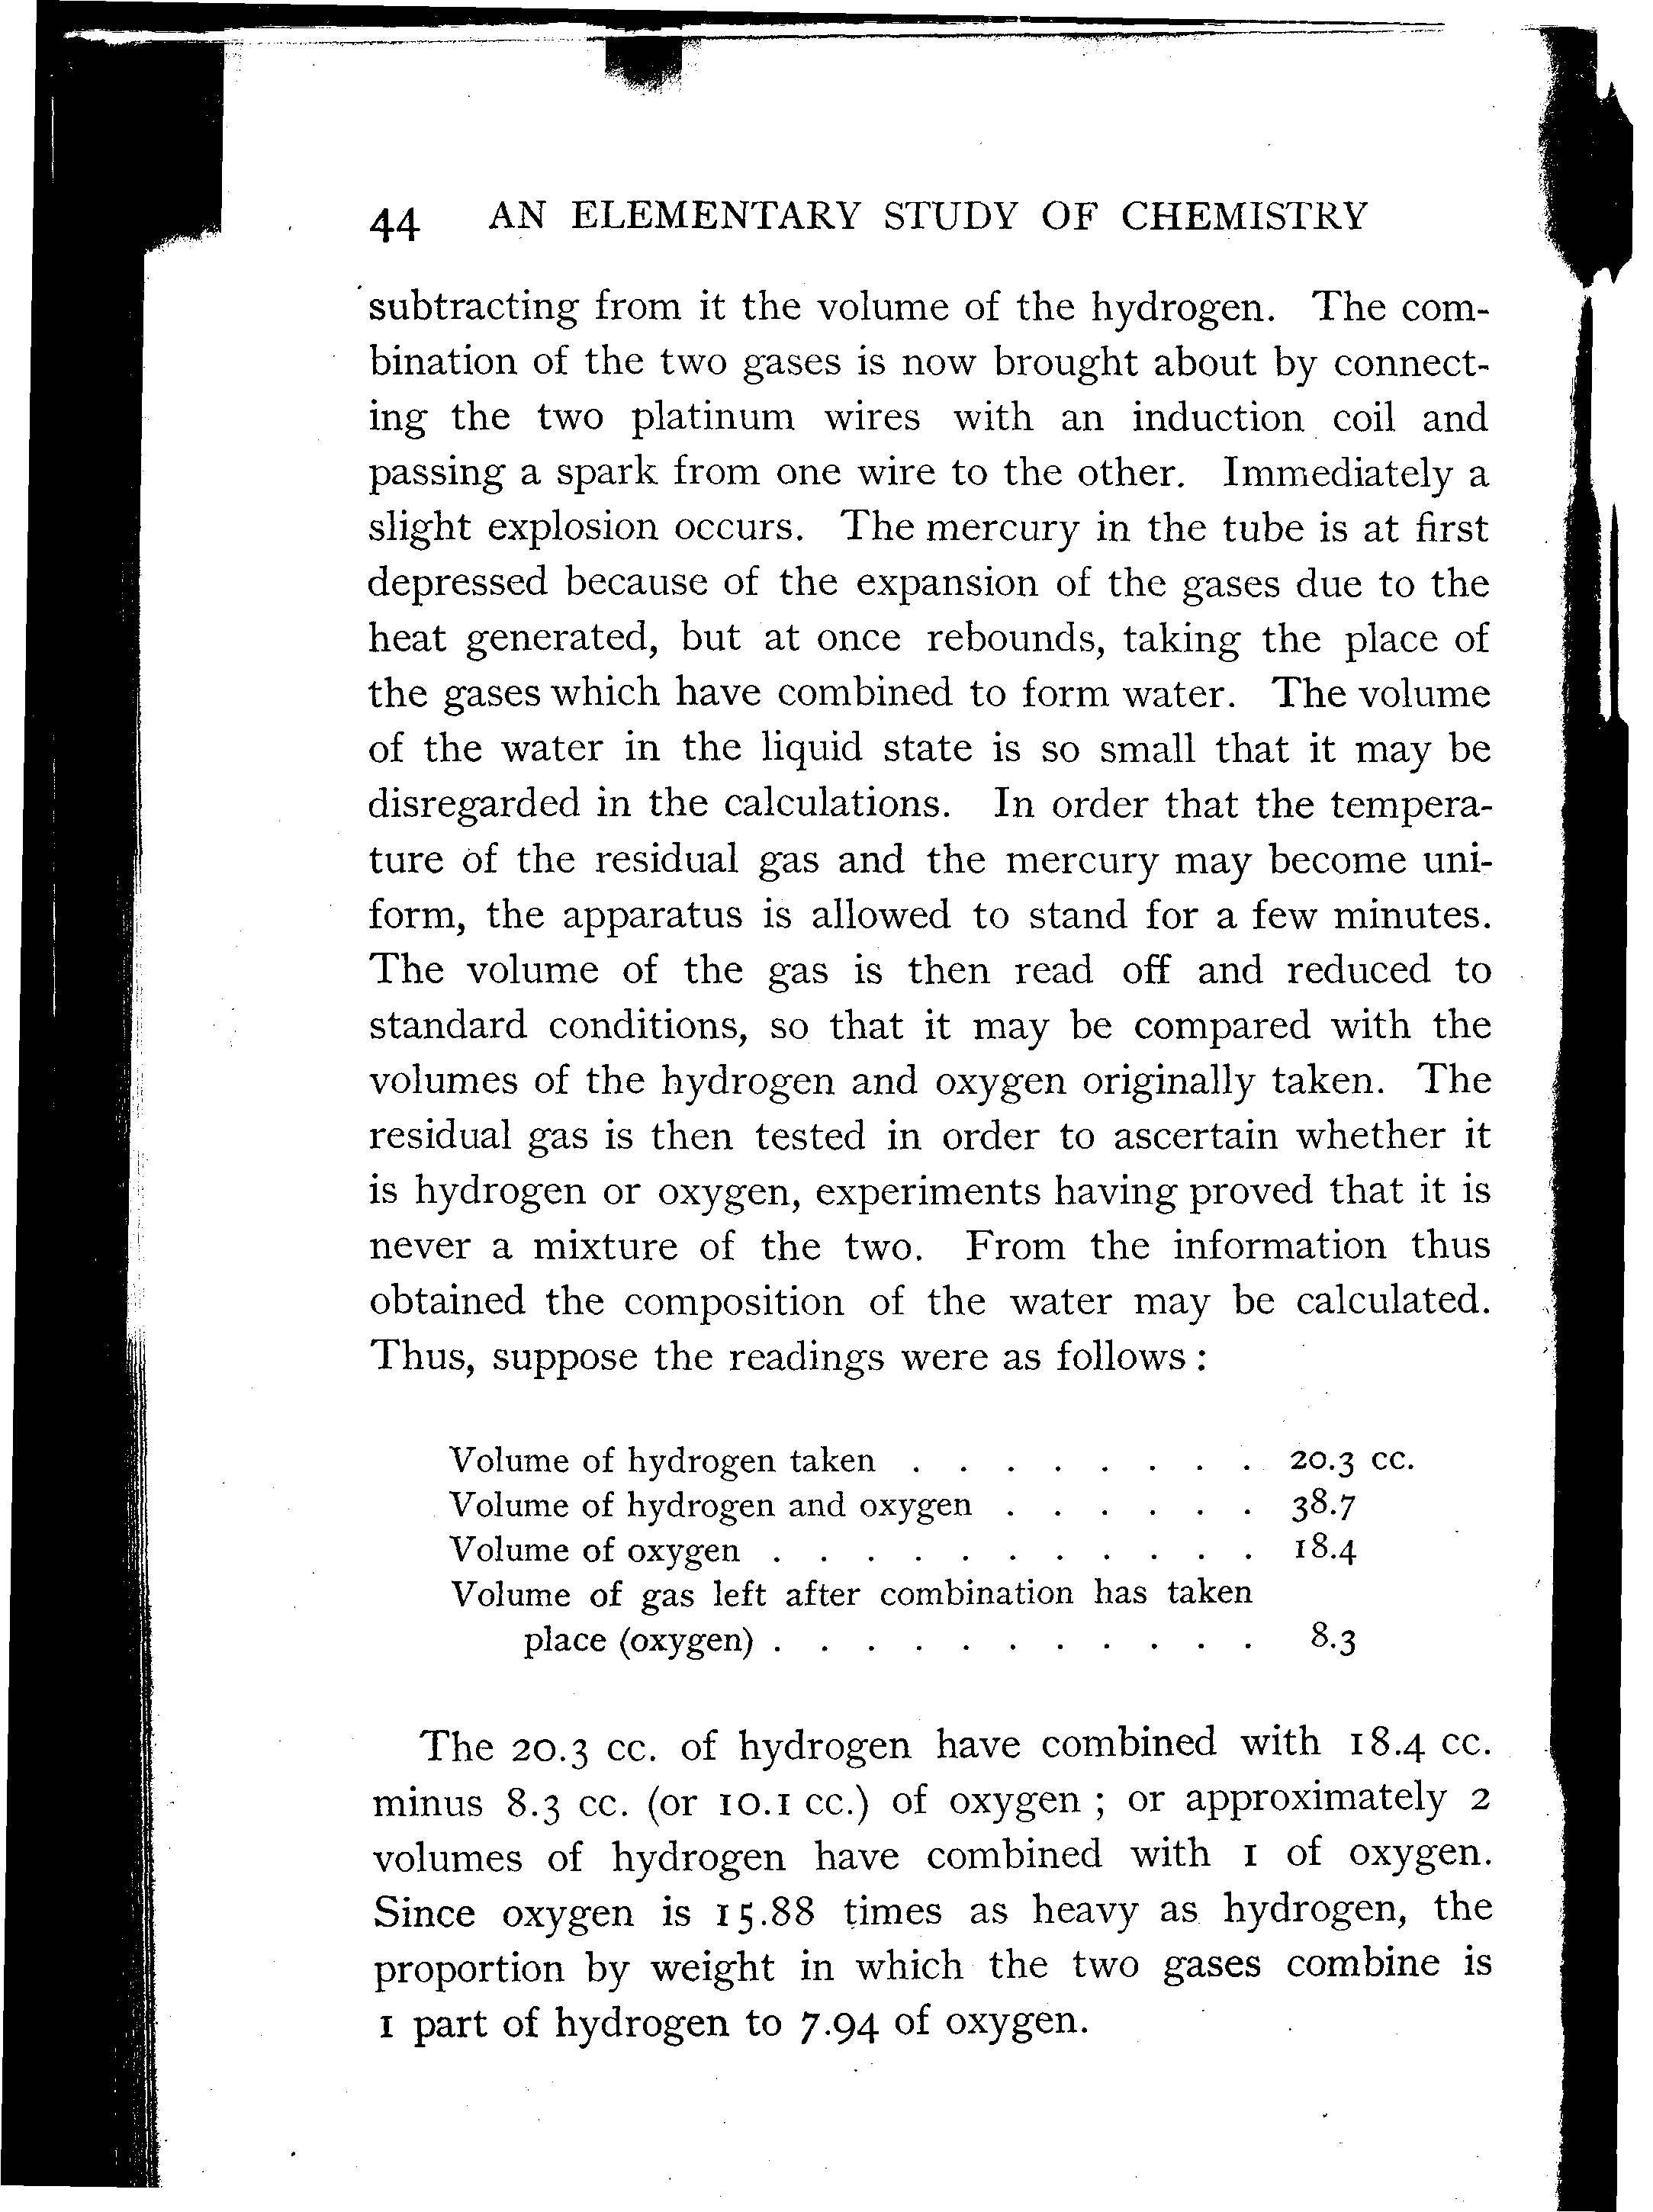 44 AN ELEMENTARY STUDY OF CHEMISTRY
subtracting from it the volume of the hydrogen. The com-
bination of the two gases is now brought about by connect-
ing the two platinum wires with an induction coil and
passing a spark from one wire to the other. Immediately a
slight explosion occurs. The mercury in the tube is at first
depressed because of the expansion of the gases due to the
heat generated, but at once rebounds, taking the place of
the gases which have combined to form water. The volume
of the water in the liquid state is so small that it may be
disregarded in the calculations. In order that the tempera-
ture of the residual gas and the mercury may become uni-
form, the apparatus is allowed to stand for a few minutes.
The volume of the gas is then read off and reduced to
standard conditions, so that it may be compared with the
volumes of the hydrogen and oxygen originally taken. The
residual gas is then tested in order to ascertain whether it
is hydrogen or oxygen, experiments having proved that it is
never a mixture of the two. From the information thus
obtained the composition of the water may be calculated.
Thus, suppose the readings were as follows :
Volume of hydrogen taken . . . . . . . . 20.3 cc.
Volume of hydrogen and oxygen . . . . . . 38.7
Volume of oxygen . . . . . . . . . . . 18.4
Volume of gas left after combination has taken
place (oxygen) . . . . . . . . . . . 8.3
The 20.3 cc. of hydrogen have combined with 18.4 cc.
minus 8.3 cc. (or 10.1 cc.) of oxygen ; or approximately 2
volumes of hydrogen have combined with 1 of oxygen.
Since oxygen is 15.88 times as heavy as hydrogen, the
proportion by weight in which the two gases combine is
1 part of hydrogen to 7.94 of oxygen.